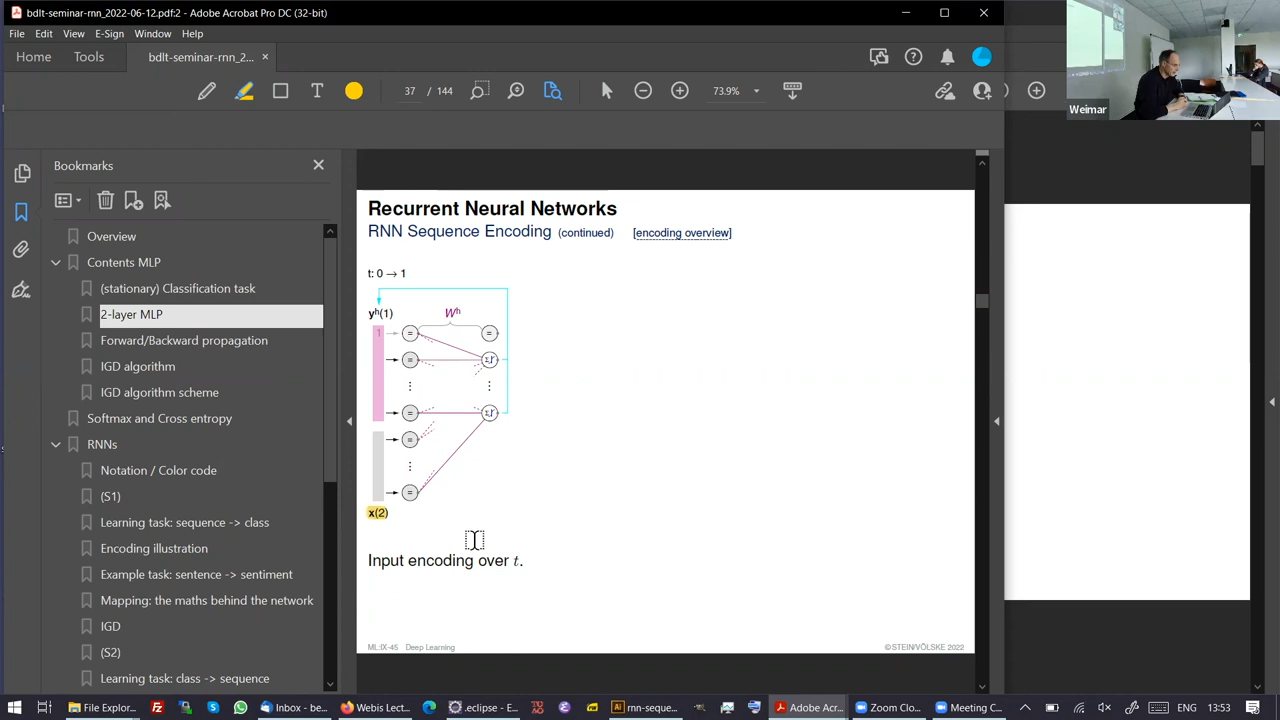 bdlt-seminar-rnn_2022-06-12.pdf:2 - Adobe Acrobat Pro DC (32-bit)
File Edit View E-Sign Window Help
Home Tools bdlt-seminar-rnn_2... ×
37 / 144 73.9%
Weimar
Bookmarks
Overview
Contents MLP
(stationary) Classification task
2-layer MLP
Forward/Backward propagation
IGD algorithm
IGD algorithm scheme
Softmax and Cross entropy
RNNs
Notation / Color code
(S1)
Learning task: sequence -> class
Encoding illustration
Example task: sentence -> sentiment
Mapping: the maths behind the network
IGD
(S2)
Learning task: class -> sequence
Recurrent Neural Networks
RNN Sequence Encoding (continued) [encoding overview]
t: 0 → 1
yʰ(1) Wʰ
1 = =
= Σ,∫
⋮ ⋮
= Σ,∫
=
⋮
=
x(2)
Input encoding over t.
ML:IX-45 Deep Learning ©STEIN/VÖLSKE 2022
File Explor... Inbox - be... Webis Lect... .eclipse - E... rnn-seque... Adobe Acr... Zoom Clo... Meeting C... ENG 13:53